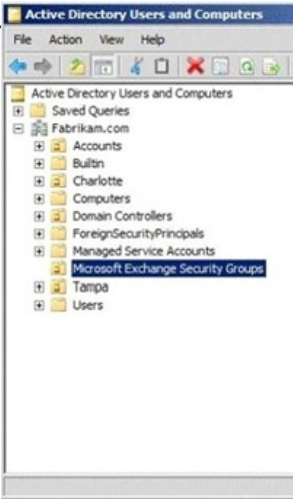 Active Directory Users and Computers
File Action View Help
Active Directory Users and Computers
Saved Queries
Fabrikam.com
Accounts
Builtin
Charlotte
Computers
Domain Controllers
ForeignSecurityPrincipals
Managed Service Accounts
Microsoft Exchange Security Groups
Tampa
Users